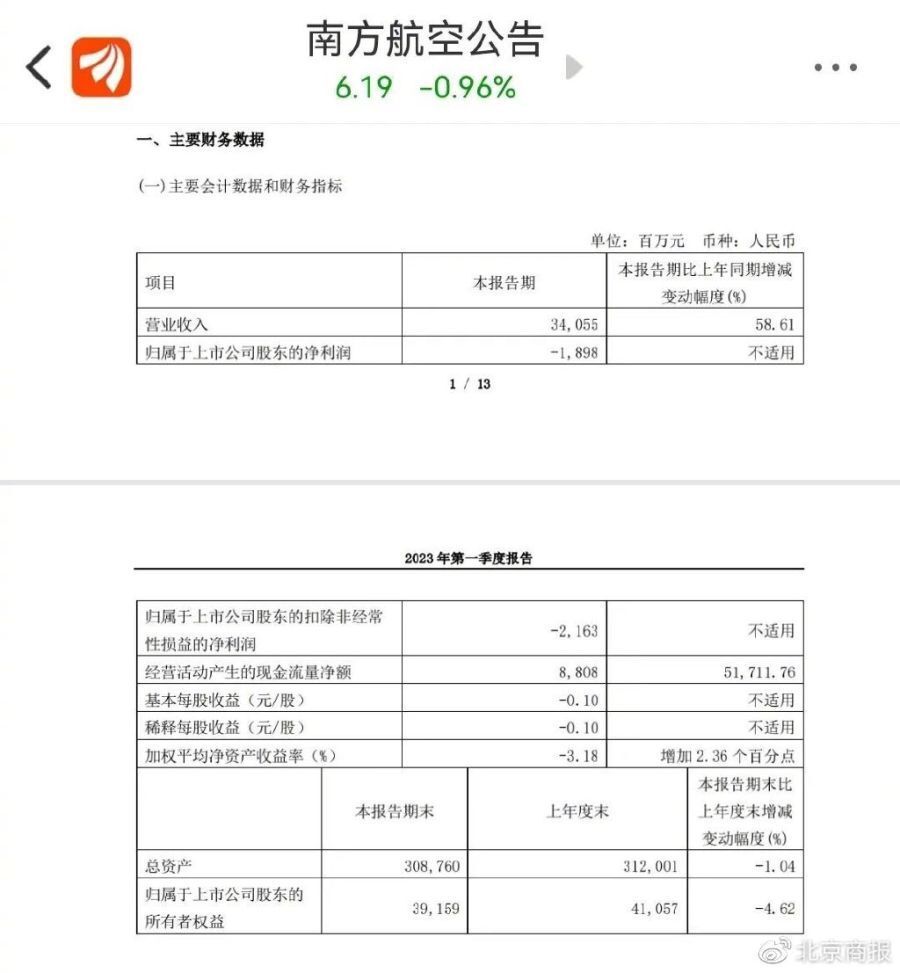 南方航空公告
6.19 -0.96%
一、主要财务数据
(一)主要会计数据和财务指标
单位：百万元 币种：人民币
项目 本报告期 本报告期比上年同期增减
变动幅度(%)
营业收入 34,055 58.61
归属于上市公司股东的净利润 -1,898 不适用
1 / 13
2023 年第一季度报告
归属于上市公司股东的扣除非经常
性损益的净利润 -2,163 不适用
经营活动产生的现金流量净额 8,808 51,711.76
基本每股收益（元/股） -0.10 不适用
稀释每股收益（元/股） -0.10 不适用
加权平均净资产收益率（%） -3.18 增加 2.36 个百分点
本报告期末 上年度末 本报告期末比
上年度末增减
变动幅度(%)
总资产 308,760 312,001 -1.04
归属于上市公司股东的
所有者权益 39,159 41,057 -4.62
北京商报